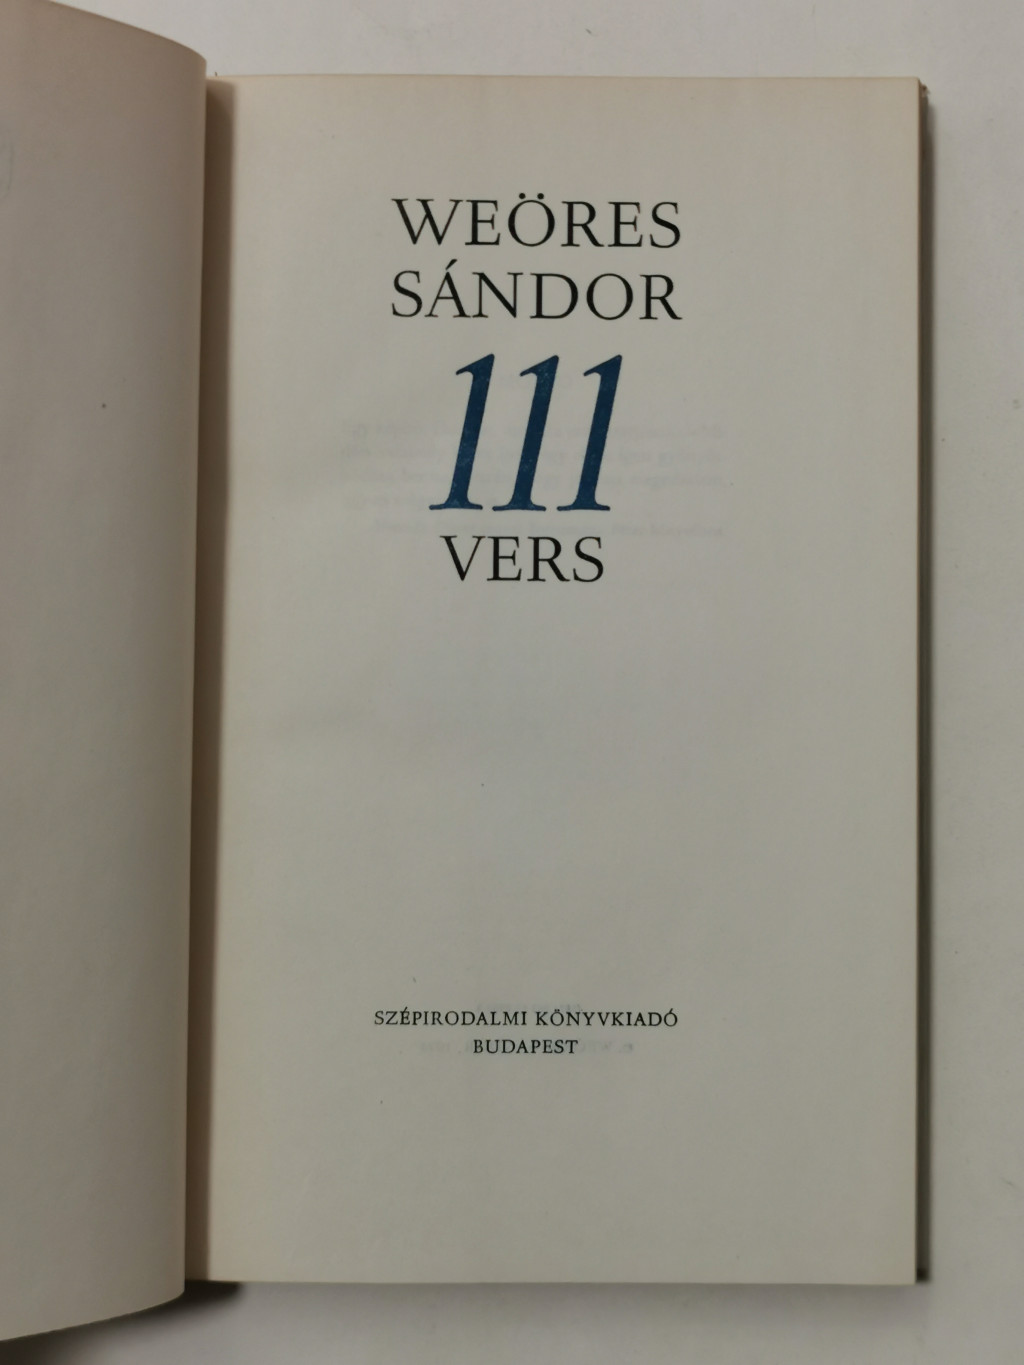 WEÖRES
SÁNDOR
111
VERS
SZÉPIRODALMI KÖNYVKIADÓ
BUDAPEST